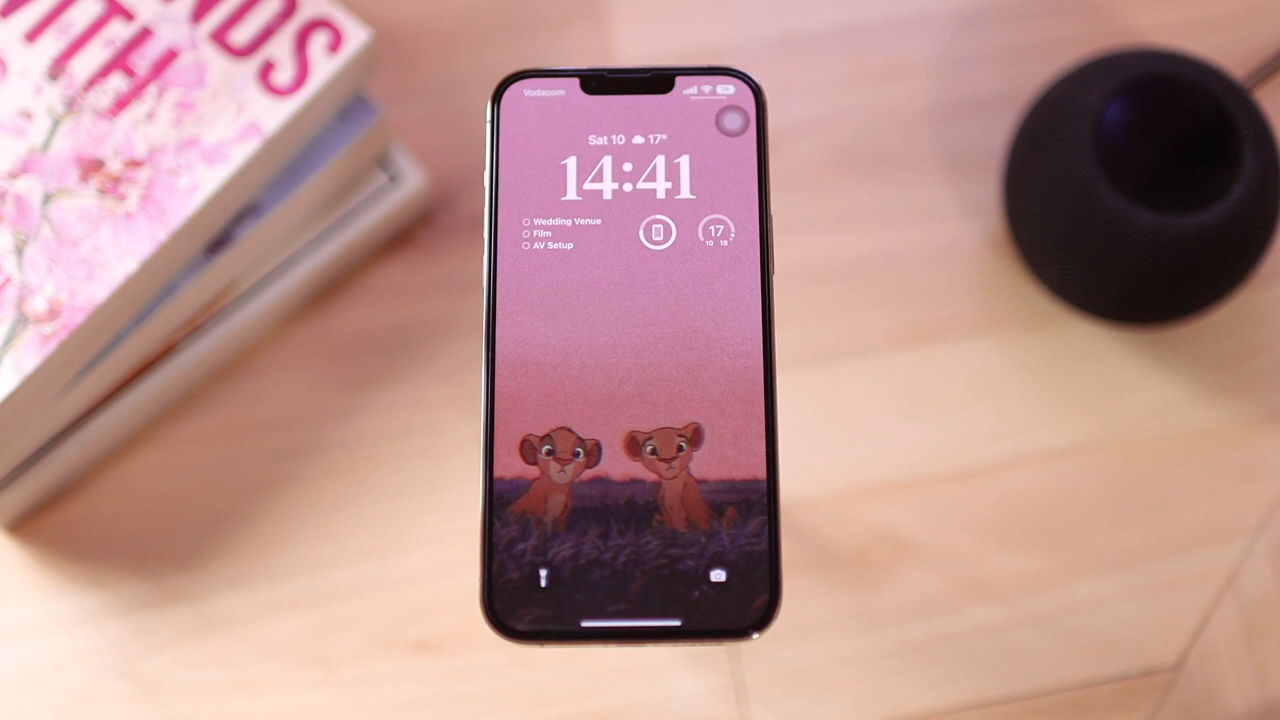 NDS
WITH
Vodacom
Sat 10 17°
14:41
Wedding Venue
Film
AV Setup
17
10 18